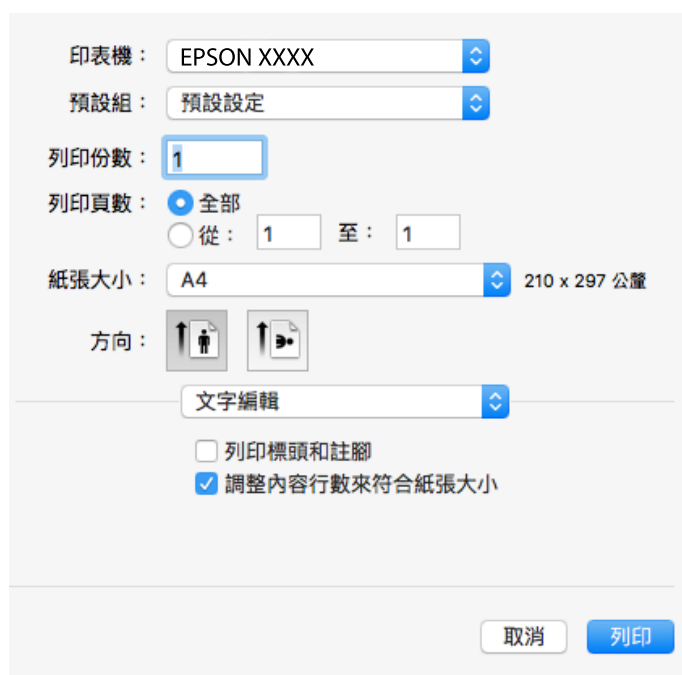 印表機： EPSON XXXX
預設組： 預設設定
列印份數： 1
列印頁數： 全部
從： 1 至： 1
紙張大小： A4 210 x 297 公釐
方向：
文字編輯
列印標頭和註腳
調整內容行數來符合紙張大小
取消 列印